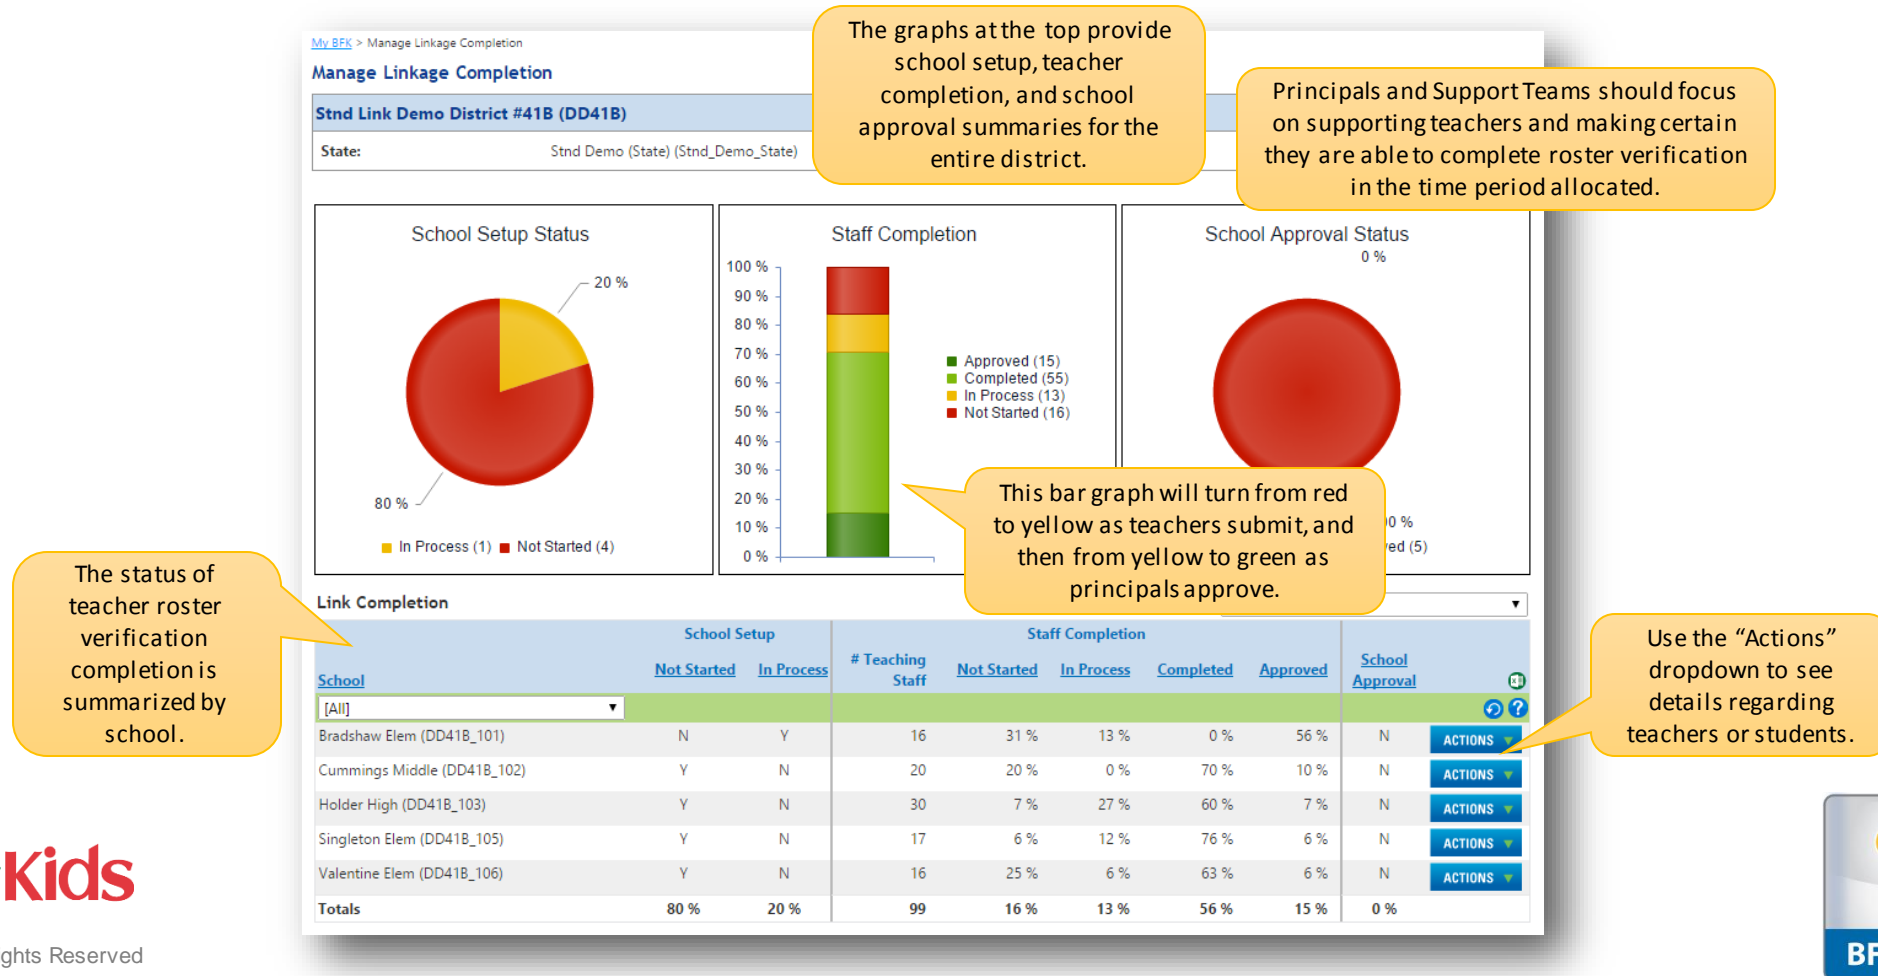 My BFK > Manage Linkage Completion
Manage Linkage Completion
Stnd Link Demo District #41B (DD41B)
State: Stnd Demo (State) (Stnd_Demo_State)
The graphs at the top provide
school setup, teacher
completion, and school
approval summaries for the
entire district.
Principals and Support Teams should focus
on supporting teachers and making certain
they are able to complete roster verification
in the time period allocated.
School Setup Status
20 %
80 %
In Process (1) Not Started (4)
Staff Completion
100 %
90 %
80 %
70 %
60 %
50 %
40 %
30 %
20 %
10 %
0 %
Approved (15)
Completed (55)
In Process (13)
Not Started (16)
School Approval Status
0 %
0 %
ed (5)
This bar graph will turn from red
to yellow as teachers submit, and
then from yellow to green as
principals approve.
The status of
teacher roster
verification
completion is
summarized by
school.
Link Completion
School Setup Staff Completion
School Not Started In Process # Teaching Staff Not Started In Process Completed Approved School Approval
[All]
Bradshaw Elem (DD41B_101) N Y 16 31 % 13 % 0 % 56 % N ACTIONS
Cummings Middle (DD41B_102) Y N 20 20 % 0 % 70 % 10 % N ACTIONS
Holder High (DD41B_103) Y N 30 7 % 27 % 60 % 7 % N ACTIONS
Singleton Elem (DD41B_105) Y N 17 6 % 12 % 76 % 6 % N ACTIONS
Valentine Elem (DD41B_106) Y N 16 25 % 6 % 63 % 6 % N ACTIONS
Totals 80 % 20 % 99 16 % 13 % 56 % 15 % 0 %
Use the “Actions”
dropdown to see
details regarding
teachers or students.
Kids
ghts Reserved
BF